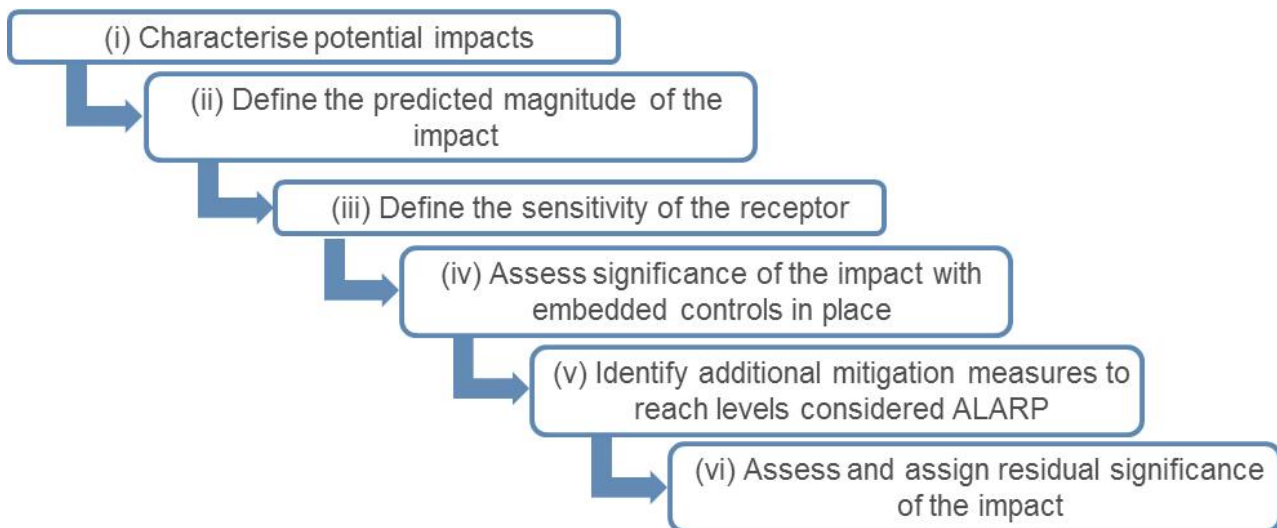 (i) Characterise potential impacts
(ii) Define the predicted magnitude of the
impact
(iii) Define the sensitivity of the receptor
(iv) Assess significance of the impact with
embedded controls in place
(v) Identify additional mitigation measures to
reach levels considered ALARP
(vi) Assess and assign residual significance
of the impact